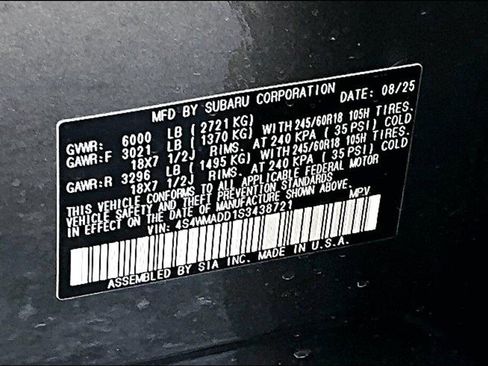 MFD BY SUBARU CORPORATION DATE: 08/25
GVWR: 6000 LB ( 2721 KG)
GAWR:F 3021 LB ( 1370 KG) WITH 245/60R18 105H TIRES,
18X7 1/2J RIMS, AT 240 KPA ( 35 PSI) COLD
GAWR:R 3296 LB ( 1495 KG) WITH 245/60R18 105H TIRES,
18X7 1/2J RIMS, AT 240 KPA ( 35 PSI) COLD
THIS VEHICLE CONFORMS TO ALL APPLICABLE FEDERAL MOTOR
VEHICLE SAFETY AND THEFT PREVENTION STANDARDS
IN EFFECT ON THE DATE OF MANUFACTURE SHOWN ABOVE.
VIN: 4S4WMADD1S3438721 MPV
ASSEMBLED BY SIA INC. MADE IN U.S.A.